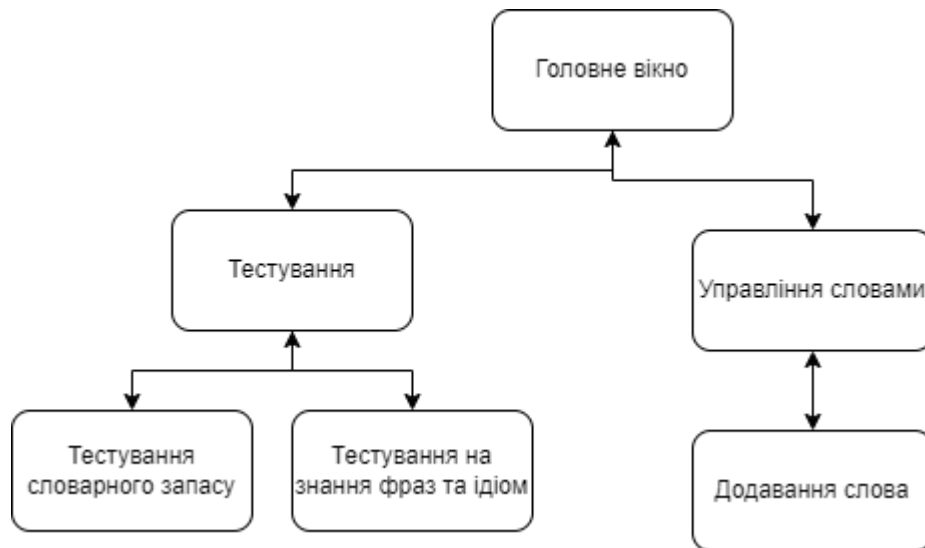 Головне вікно
Тестування
Управління словами
Тестування
словарного запасу
Тестування на
знання фраз та ідіом
Додавання слова